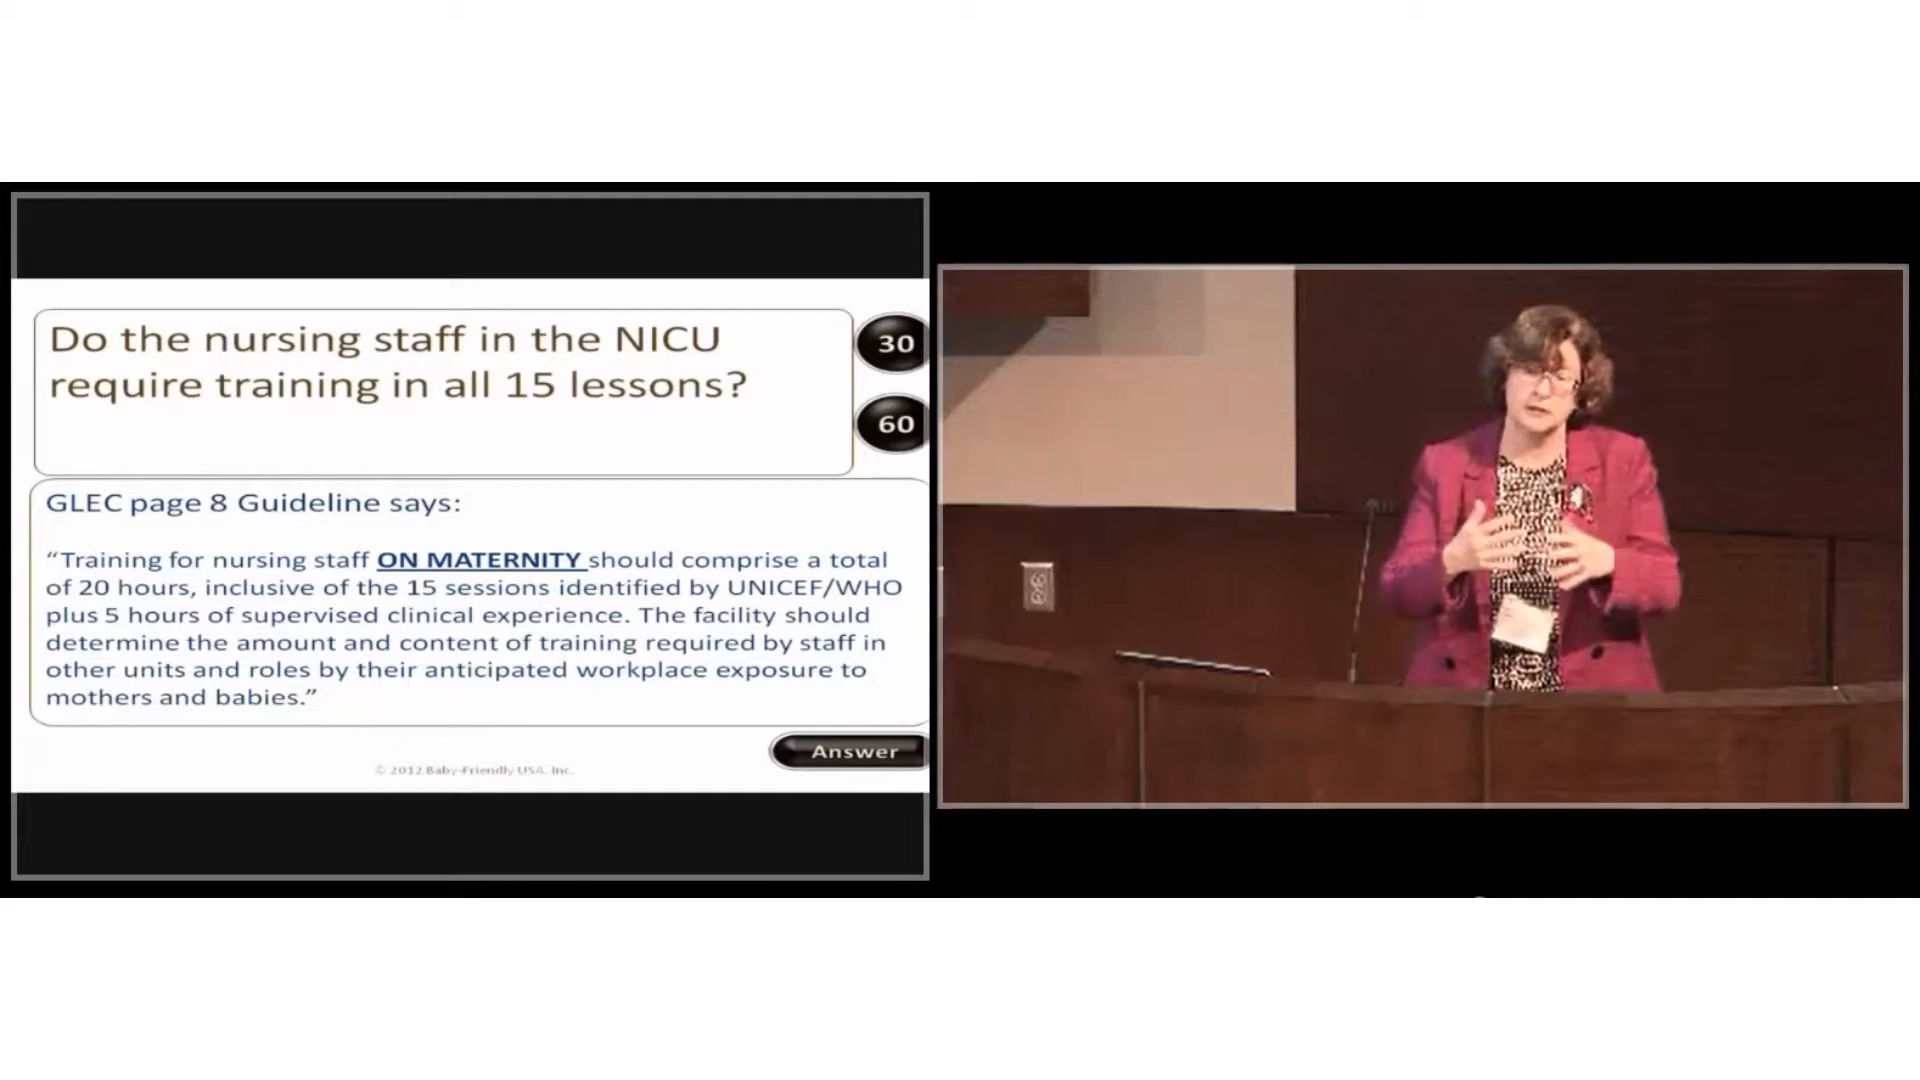 Do the nursing staff in the NICU
require training in all 15 lessons?
30
60
GLEC page 8 Guideline says:
“Training for nursing staff ON MATERNITY should comprise a total
of 20 hours, inclusive of the 15 sessions identified by UNICEF/WHO
plus 5 hours of supervised clinical experience. The facility should
determine the amount and content of training required by staff in
other units and roles by their anticipated workplace exposure to
mothers and babies.”
Answer
© 2012 Baby-Friendly USA, Inc.